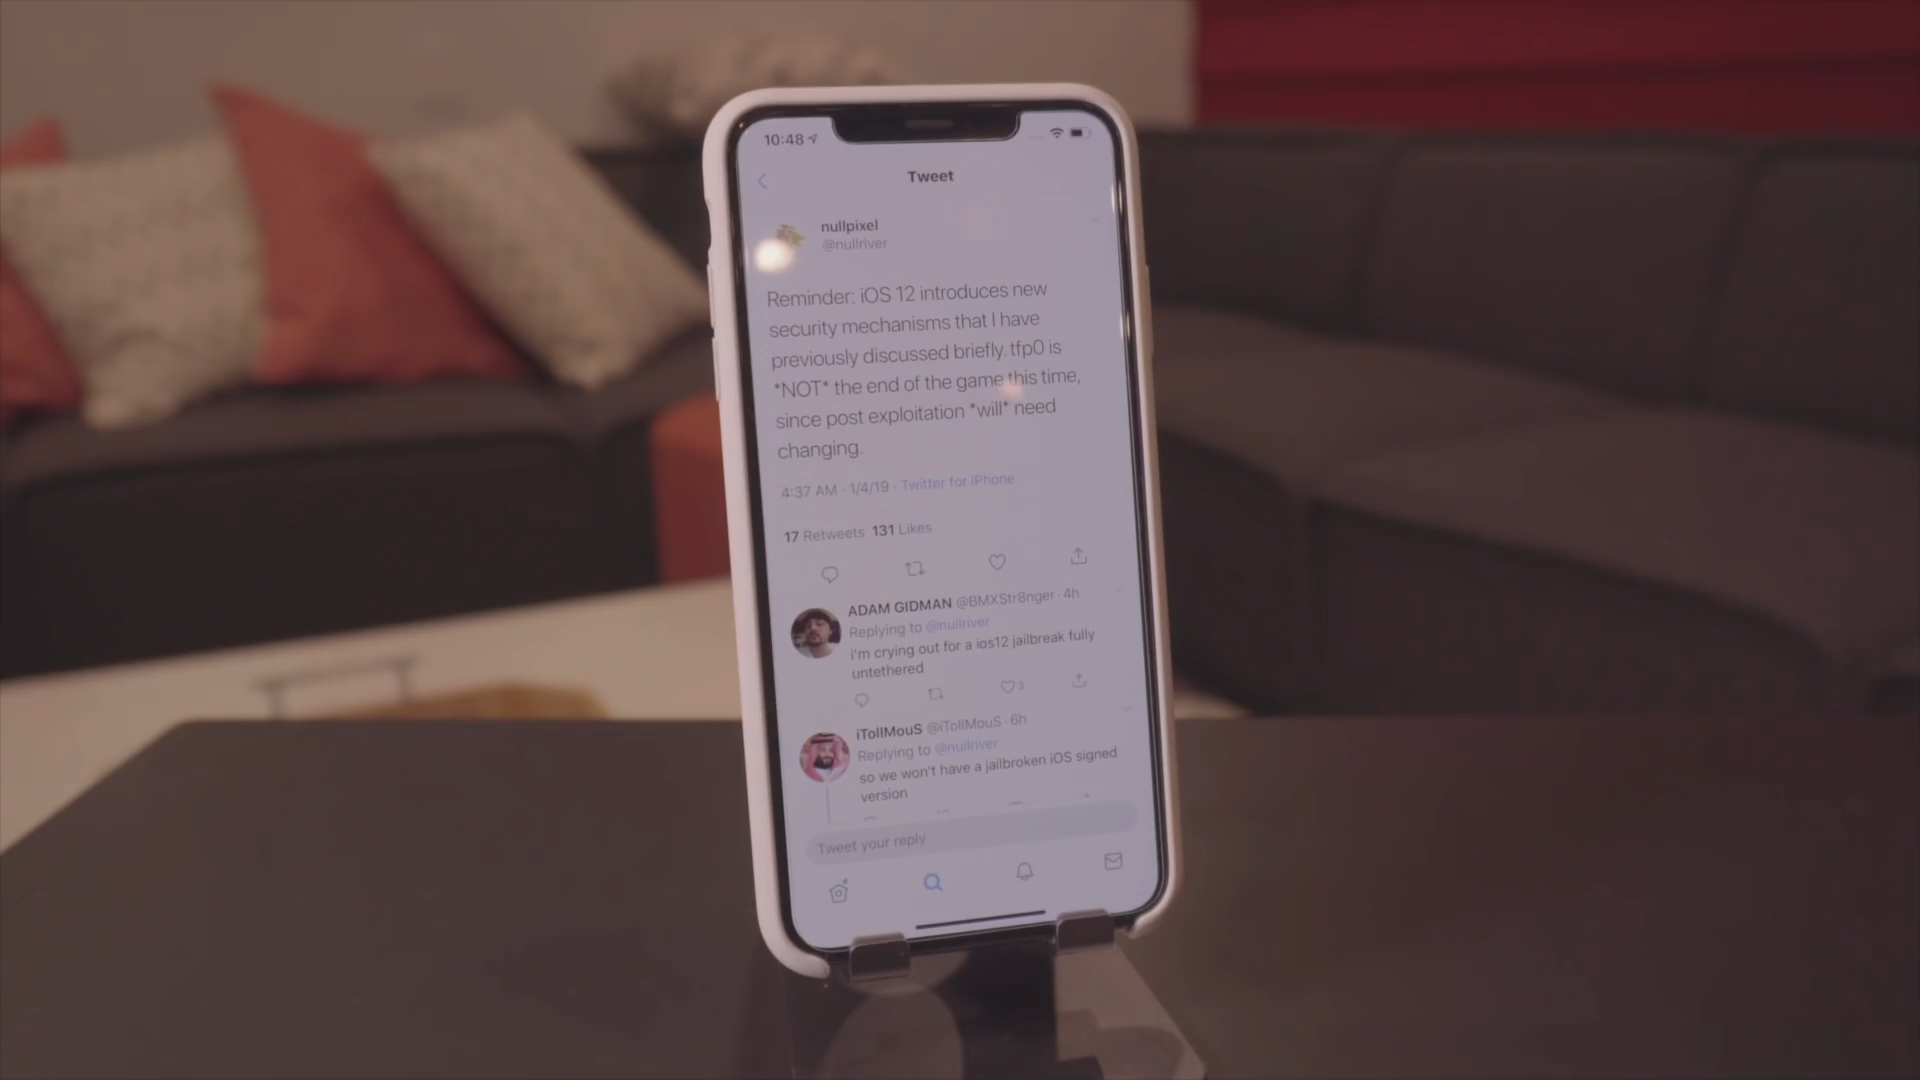 10:48
Tweet
nullpixel
@nullriver
Reminder: iOS 12 introduces new
security mechanisms that I have
previously discussed briefly. tfp0 is
*NOT* the end of the game this time,
since post exploitation *will* need
changing.
4:37 AM · 1/4/19 · Twitter for iPhone
17 Retweets 131 Likes
ADAM GIDMAN @BMXStr8nger · 4h
Replying to @nullriver
i'm crying out for a ios12 jailbreak fully
untethered
3
iTollMouS @iTollMouS · 6h
Replying to @nullriver
so we won't have a jailbroken iOS signed
version
Tweet your reply